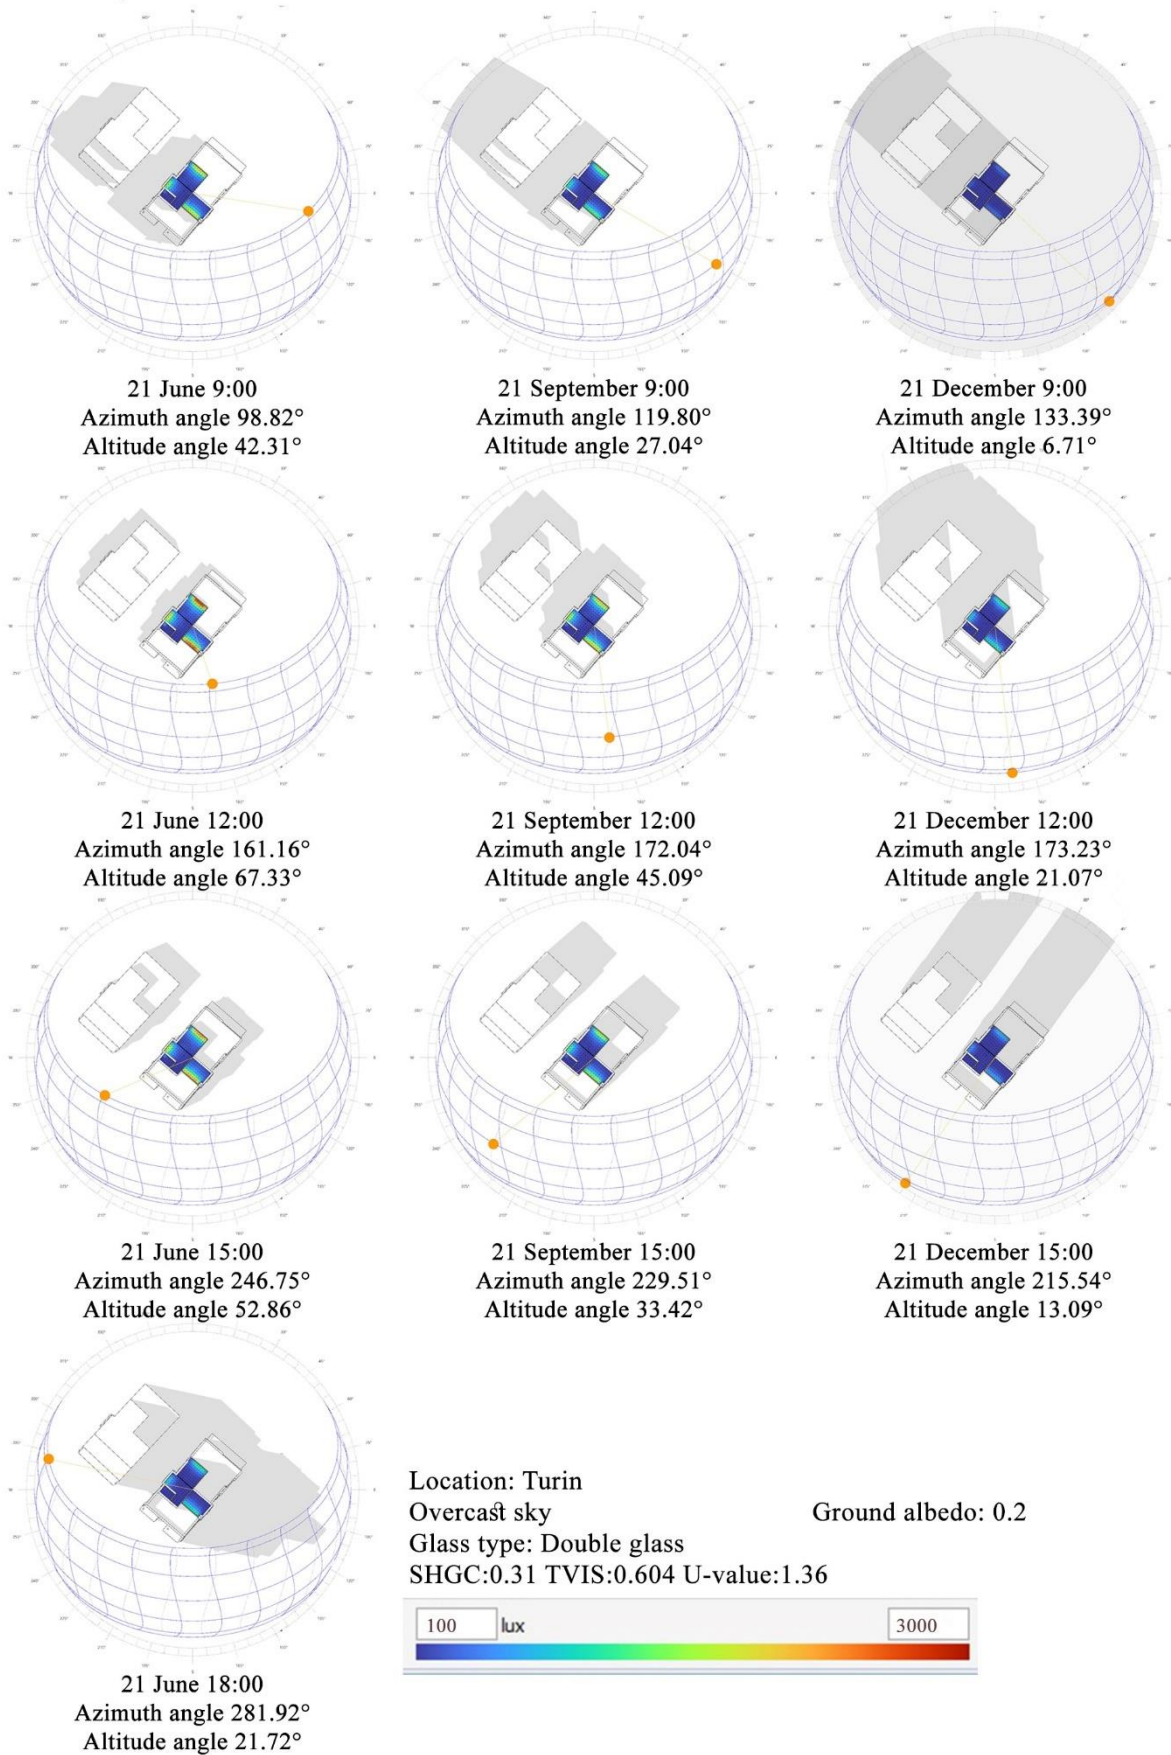 21 June 9:00
Azimuth angle 98.82°
Altitude angle 42.31°
21 September 9:00
Azimuth angle 119.80°
Altitude angle 27.04°
21 December 9:00
Azimuth angle 133.39°
Altitude angle 6.71°
21 June 12:00
Azimuth angle 161.16°
Altitude angle 67.33°
21 September 12:00
Azimuth angle 172.04°
Altitude angle 45.09°
21 December 12:00
Azimuth angle 173.23°
Altitude angle 21.07°
21 June 15:00
Azimuth angle 246.75°
Altitude angle 52.86°
21 September 15:00
Azimuth angle 229.51°
Altitude angle 33.42°
21 December 15:00
Azimuth angle 215.54°
Altitude angle 13.09°
21 June 18:00
Azimuth angle 281.92°
Altitude angle 21.72°
Location: Turin
Overcast sky Ground albedo: 0.2
Glass type: Double glass
SHGC:0.31 TVIS:0.604 U-value:1.36
100 lux 3000